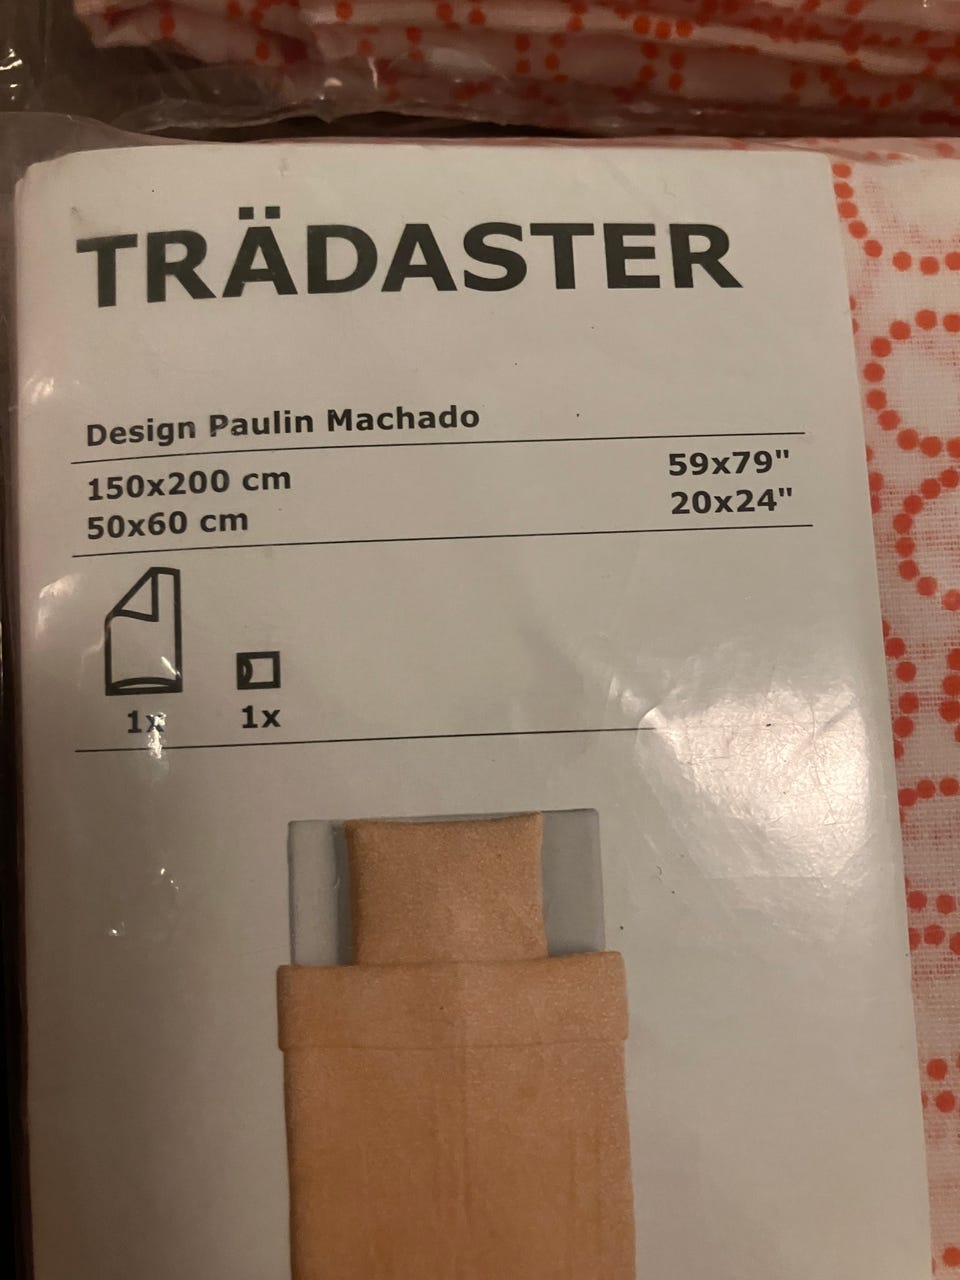 TRÄDASTER
Design Paulin Machado
150x200 cm 59x79"
50x60 cm 20x24"
1x 1x